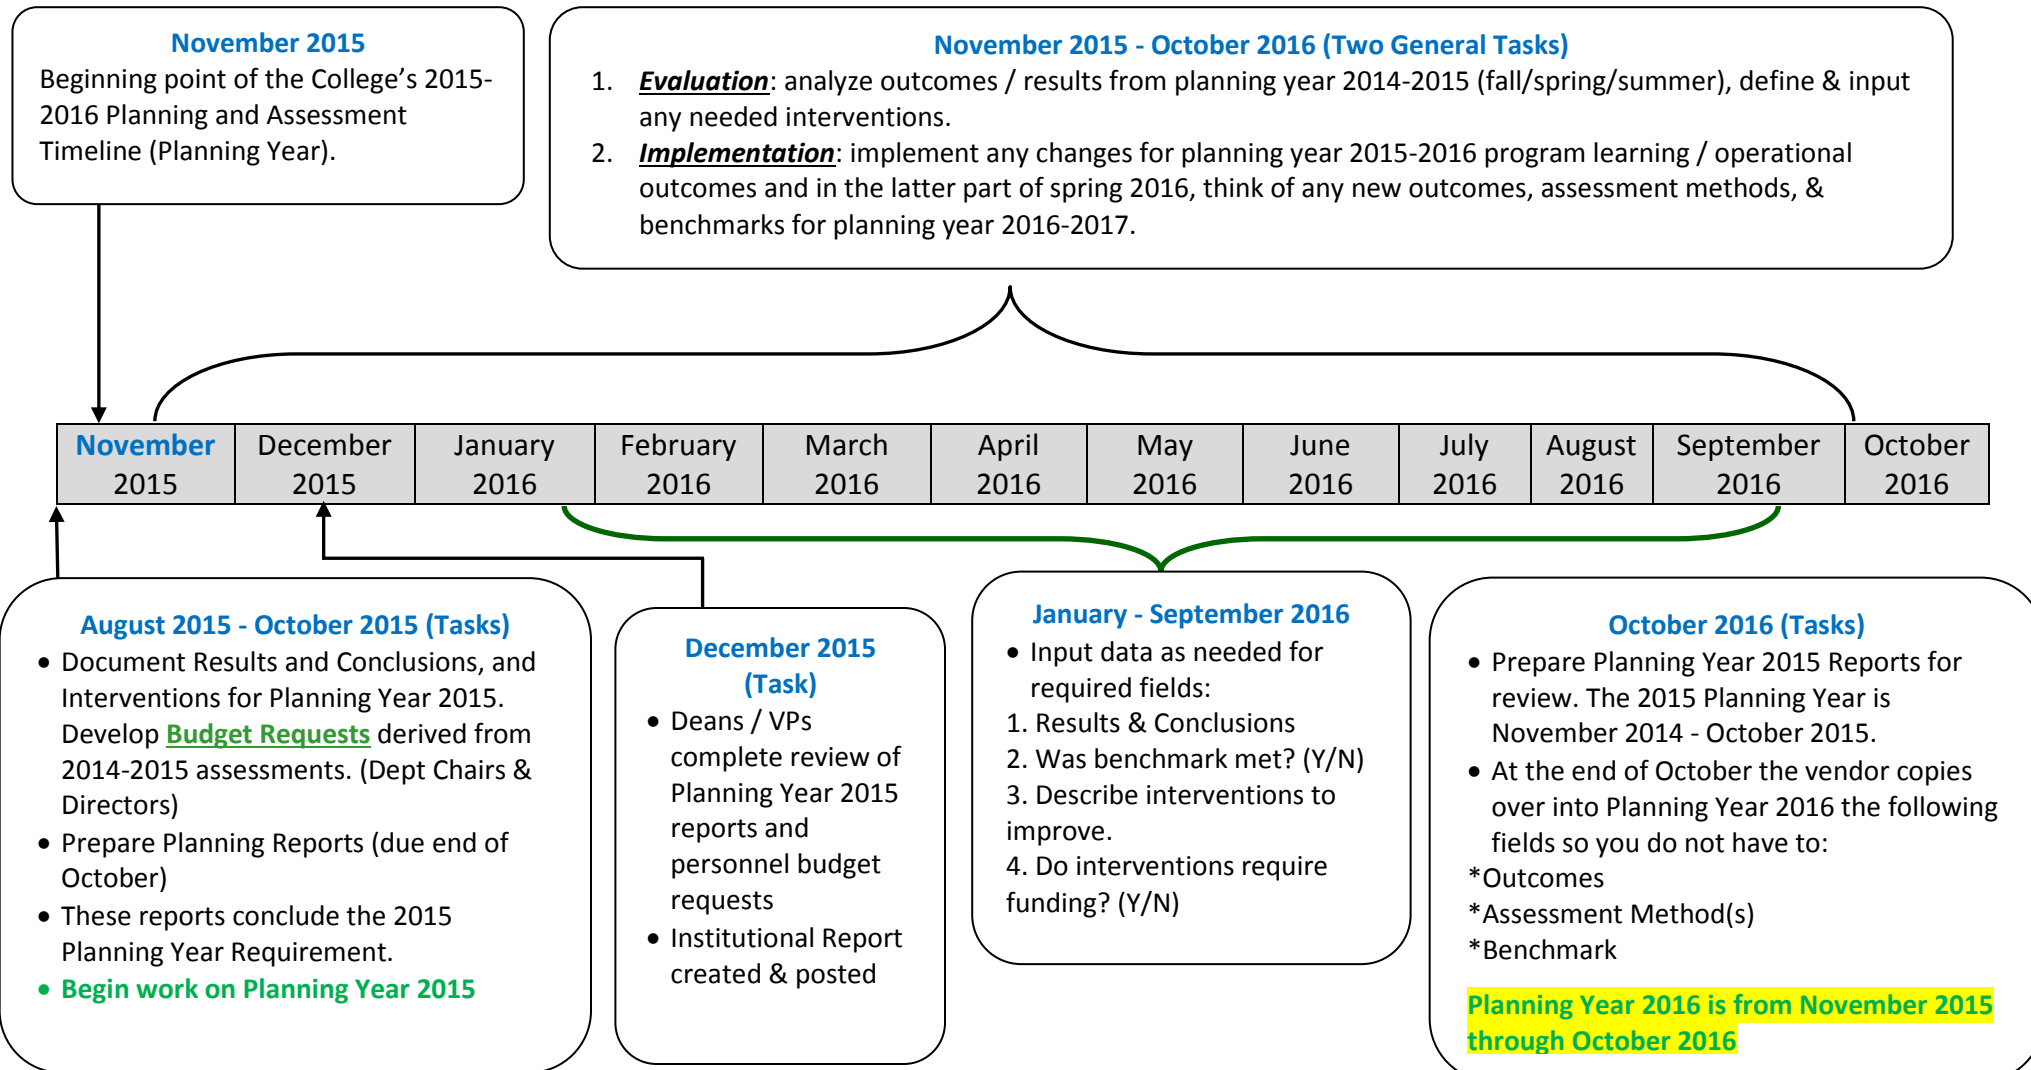 November 2015
Beginning point of the College’s 2015-
2016 Planning and Assessment
Timeline (Planning Year).
November 2015 - October 2016 (Two General Tasks)
1. Evaluation: analyze outcomes / results from planning year 2014-2015 (fall/spring/summer), define & input
any needed interventions.
2. Implementation: implement any changes for planning year 2015-2016 program learning / operational
outcomes and in the latter part of spring 2016, think of any new outcomes, assessment methods, &
benchmarks for planning year 2016-2017.
November December January February March April May June July August September October
2015 2015 2016 2016 2016 2016 2016 2016 2016 2016 2016 2016
August 2015 - October 2015 (Tasks)
• Document Results and Conclusions, and
Interventions for Planning Year 2015.
Develop Budget Requests derived from
2014-2015 assessments. (Dept Chairs &
Directors)
• Prepare Planning Reports (due end of
October)
• These reports conclude the 2015
Planning Year Requirement.
• Begin work on Planning Year 2015
December 2015
(Task)
• Deans / VPs
complete review of
Planning Year 2015
reports and
personnel budget
requests
• Institutional Report
created & posted
January - September 2016
• Input data as needed for
required fields:
1. Results & Conclusions
2. Was benchmark met? (Y/N)
3. Describe interventions to
improve.
4. Do interventions require
funding? (Y/N)
October 2016 (Tasks)
• Prepare Planning Year 2015 Reports for
review. The 2015 Planning Year is
November 2014 - October 2015.
• At the end of October the vendor copies
over into Planning Year 2016 the following
fields so you do not have to:
*Outcomes
*Assessment Method(s)
*Benchmark
Planning Year 2016 is from November 2015
through October 2016